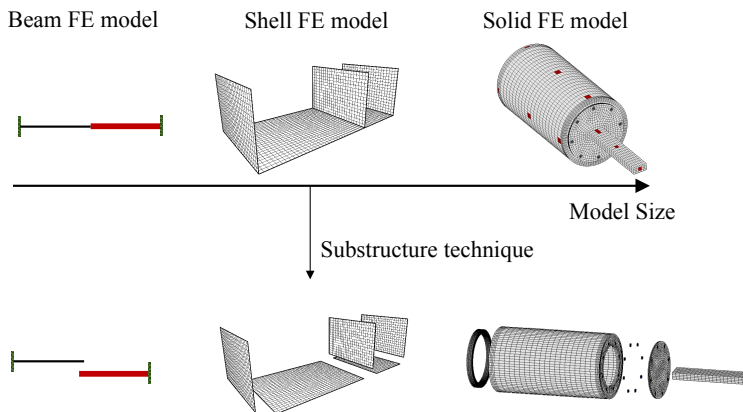 Beam FE model
Shell FE model
Solid FE model
Model Size
Substructure technique